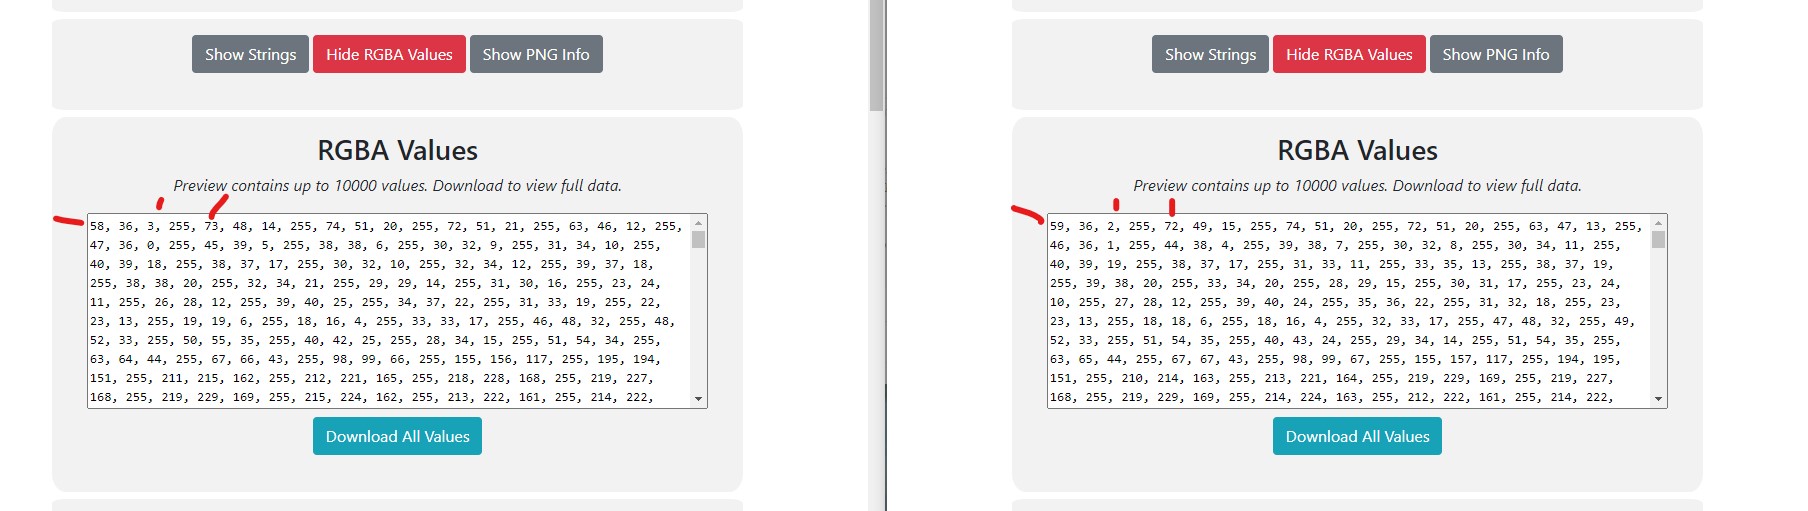 Show Strings Hide RGBA Values Show PNG Info
RGBA Values
Preview contains up to 10000 values. Download to view full data.
58, 36, 3, 255, 73, 48, 14, 255, 74, 51, 20, 255, 72, 51, 21, 255, 63, 46, 12, 255,
47, 36, 0, 255, 45, 39, 5, 255, 38, 38, 6, 255, 30, 32, 9, 255, 31, 34, 10, 255,
40, 39, 18, 255, 38, 37, 17, 255, 30, 32, 10, 255, 32, 34, 12, 255, 39, 37, 18,
255, 38, 38, 20, 255, 32, 34, 21, 255, 29, 29, 14, 255, 31, 30, 16, 255, 23, 24,
11, 255, 26, 28, 12, 255, 39, 40, 25, 255, 34, 37, 22, 255, 31, 33, 19, 255, 22,
23, 13, 255, 19, 19, 6, 255, 18, 16, 4, 255, 33, 33, 17, 255, 46, 48, 32, 255, 48,
52, 33, 255, 50, 55, 35, 255, 40, 42, 25, 255, 28, 34, 15, 255, 51, 54, 34, 255,
63, 64, 44, 255, 67, 66, 43, 255, 98, 99, 66, 255, 155, 156, 117, 255, 195, 194,
151, 255, 211, 215, 162, 255, 212, 221, 165, 255, 218, 228, 168, 255, 219, 227,
168, 255, 219, 229, 169, 255, 215, 224, 162, 255, 213, 222, 161, 255, 214, 222,
Download All Values
Show Strings Hide RGBA Values Show PNG Info
RGBA Values
Preview contains up to 10000 values. Download to view full data.
59, 36, 2, 255, 72, 49, 15, 255, 74, 51, 20, 255, 72, 51, 20, 255, 63, 47, 13, 255,
46, 36, 1, 255, 44, 38, 4, 255, 39, 38, 7, 255, 30, 32, 8, 255, 30, 34, 11, 255,
40, 39, 19, 255, 38, 37, 17, 255, 31, 33, 11, 255, 33, 35, 13, 255, 38, 37, 19,
255, 39, 38, 20, 255, 33, 34, 20, 255, 28, 29, 15, 255, 30, 31, 17, 255, 23, 24,
10, 255, 27, 28, 12, 255, 39, 40, 24, 255, 35, 36, 22, 255, 31, 32, 18, 255, 23,
23, 13, 255, 18, 18, 6, 255, 18, 16, 4, 255, 32, 33, 17, 255, 47, 48, 32, 255, 49,
52, 33, 255, 51, 54, 35, 255, 40, 43, 24, 255, 29, 34, 14, 255, 51, 54, 35, 255,
63, 65, 44, 255, 67, 67, 43, 255, 98, 99, 67, 255, 155, 157, 117, 255, 194, 195,
151, 255, 210, 214, 163, 255, 213, 221, 164, 255, 219, 229, 169, 255, 219, 227,
168, 255, 219, 229, 169, 255, 214, 224, 163, 255, 212, 222, 161, 255, 214, 222,
Download All Values